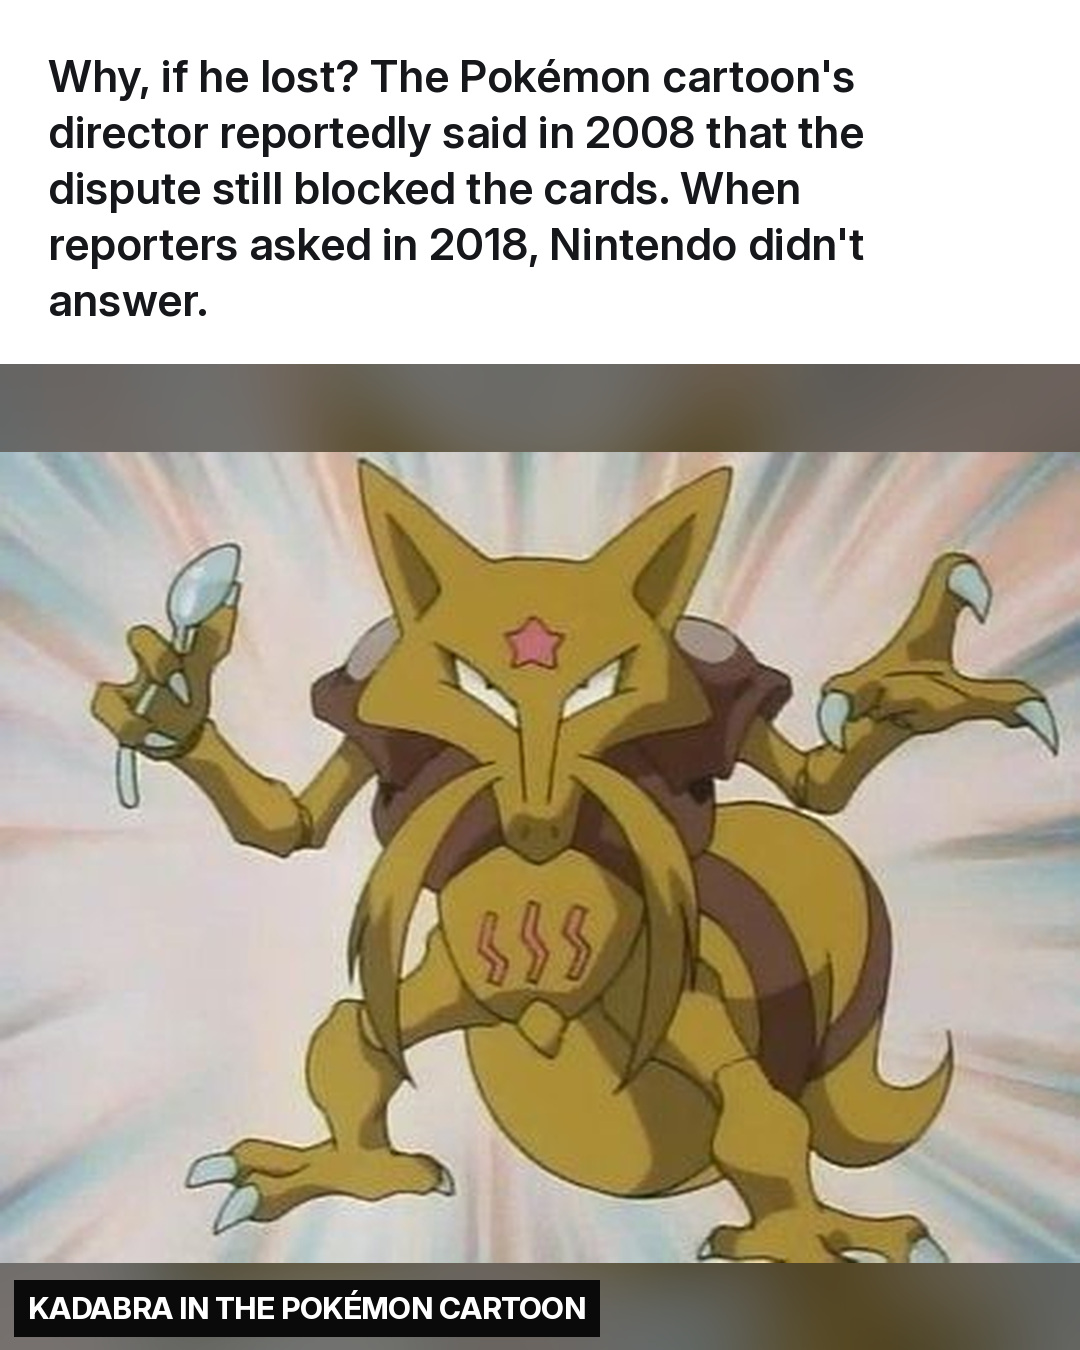 Why, if he lost? The Pokémon cartoon's
director reportedly said in 2008 that the
dispute still blocked the cards. When
reporters asked in 2018, Nintendo didn't
answer.
KADABRA IN THE POKÉMON CARTOON